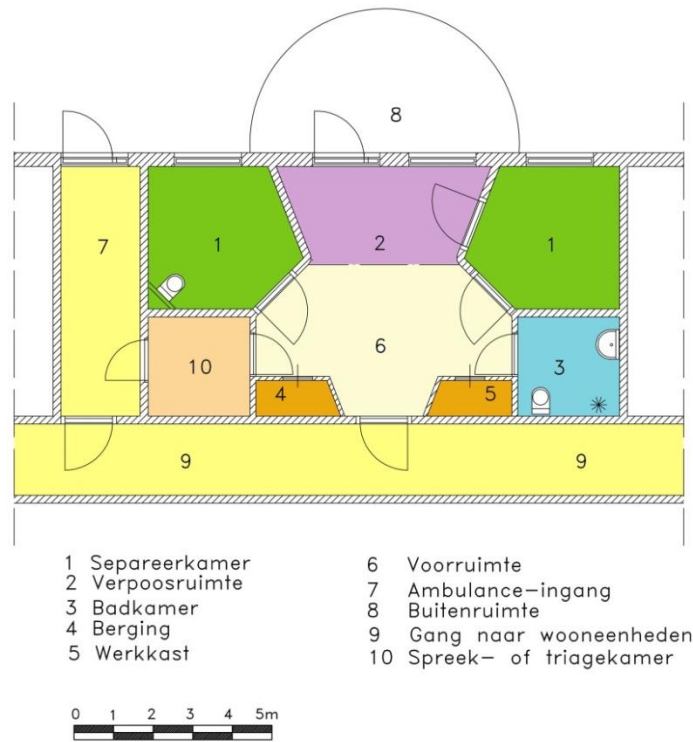 8
7
1
2
1
6
10
3
4
5
9
9
1 Separeerkamer
2 Verpoosruimte
3 Badkamer
4 Berging
5 Werkkast
6 Voorruimte
7 Ambulance-ingang
8 Buitenruimte
9 Gang naar wooneenheden
10 Spreek- of triagekamer
0 1 2 3 4 5m